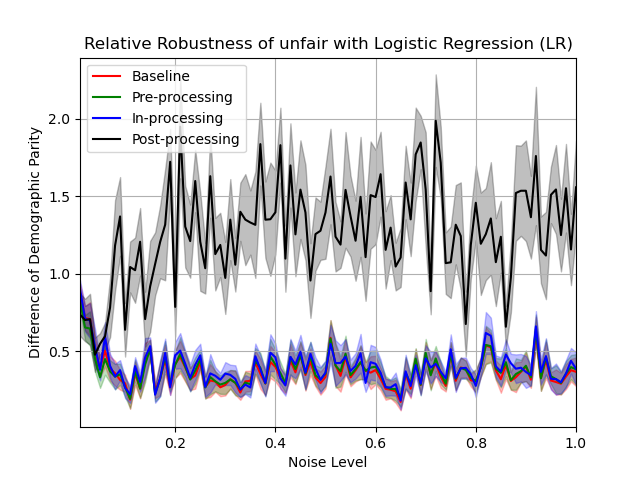 Relative Robustness of unfair with Logistic Regression (LR)
Baseline
Pre-processing
In-processing
Post-processing
Difference of Demographic Parity
2.0
1.5
1.0
0.5
0.2
0.4
0.6
0.8
1.0
Noise Level